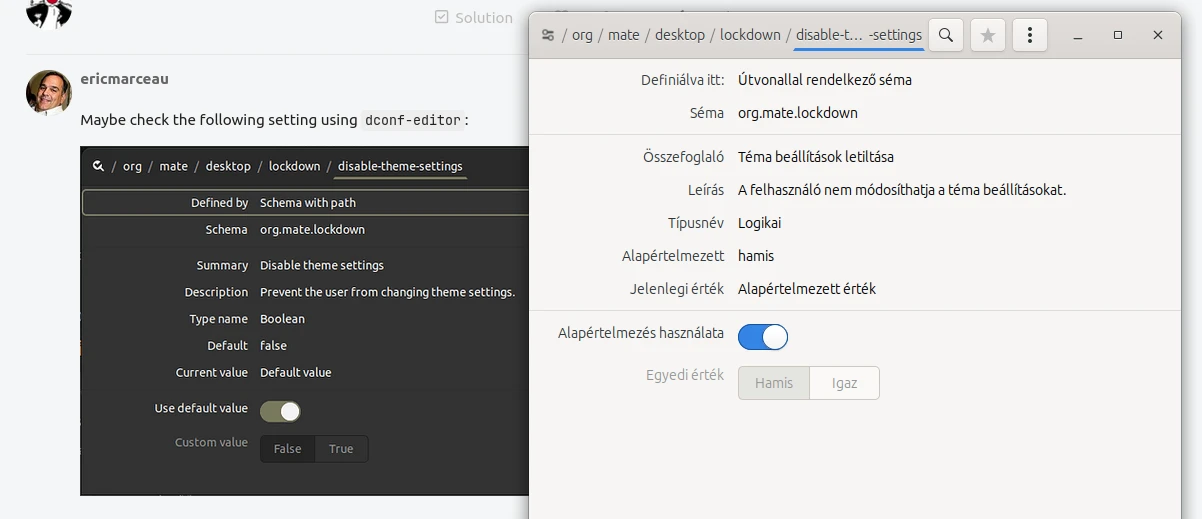 Solution
ericmarceau
Maybe check the following setting using dconf-editor:
/ org / mate / desktop / lockdown / disable-theme-settings
Defined by Schema with path
Schema org.mate.lockdown
Summary Disable theme settings
Description Prevent the user from changing theme settings.
Type name Boolean
Default false
Current value Default value
Use default value
Custom value False True
/ org / mate / desktop / lockdown / disable-t… -settings
Definiálva itt: Útvonallal rendelkező séma
Séma org.mate.lockdown
Összefoglaló Téma beállítások letiltása
Leírás A felhasználó nem módosíthatja a téma beállításokat.
Típusnév Logikai
Alapértelmezett hamis
Jelenlegi érték Alapértelmezett érték
Alapértelmezés használata
Egyedi érték Hamis Igaz